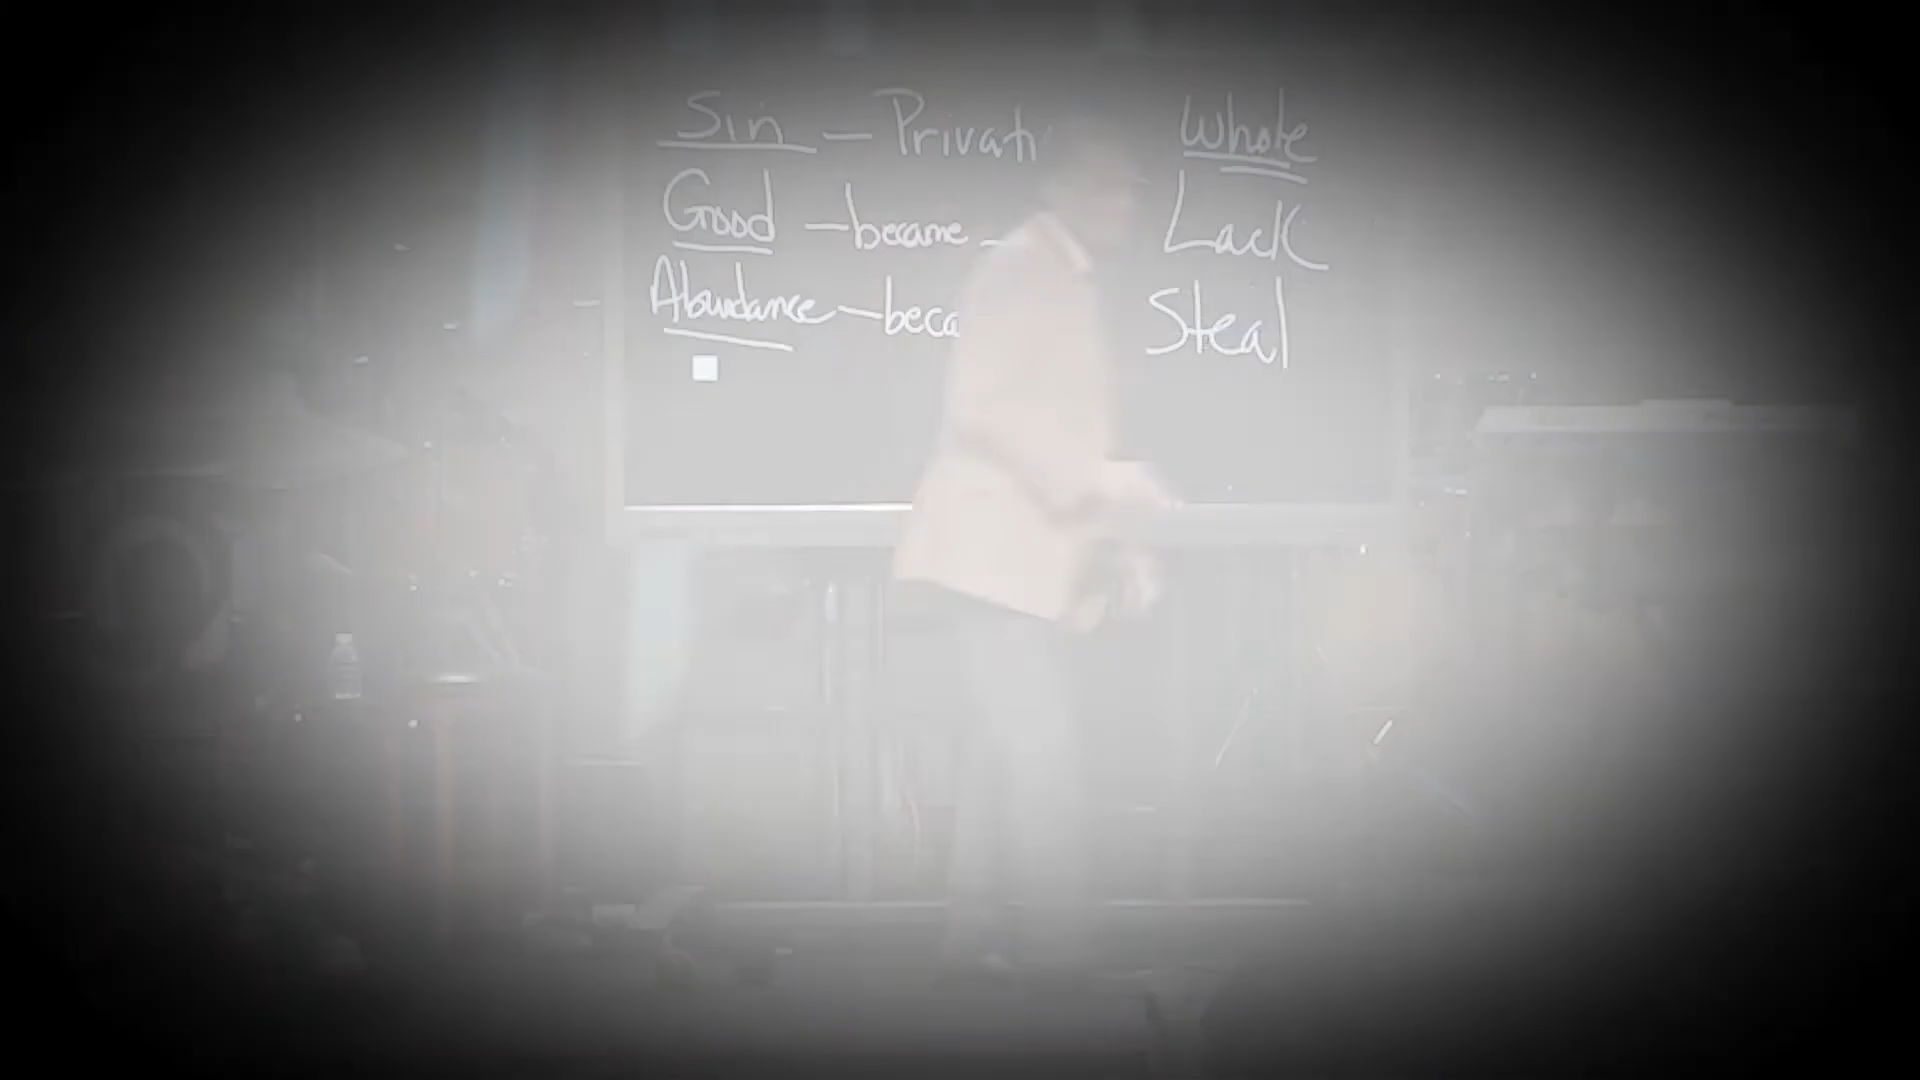 Sin — Privati Whole
Good — became — Lack
Abundance — beca Steal